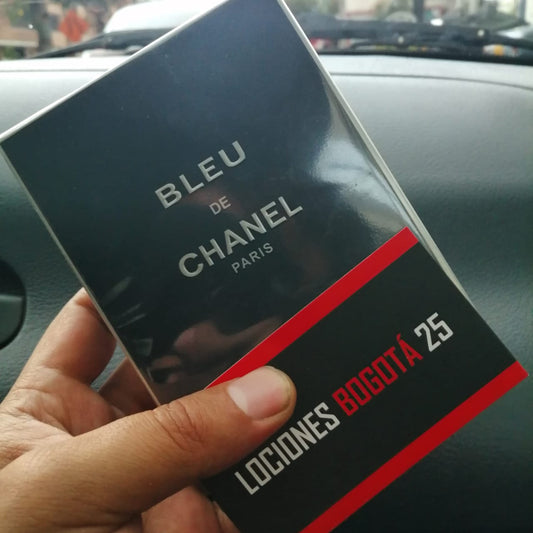 BLEU
DE
CHANEL
PARIS
LOCIONES BOGOTÁ 25